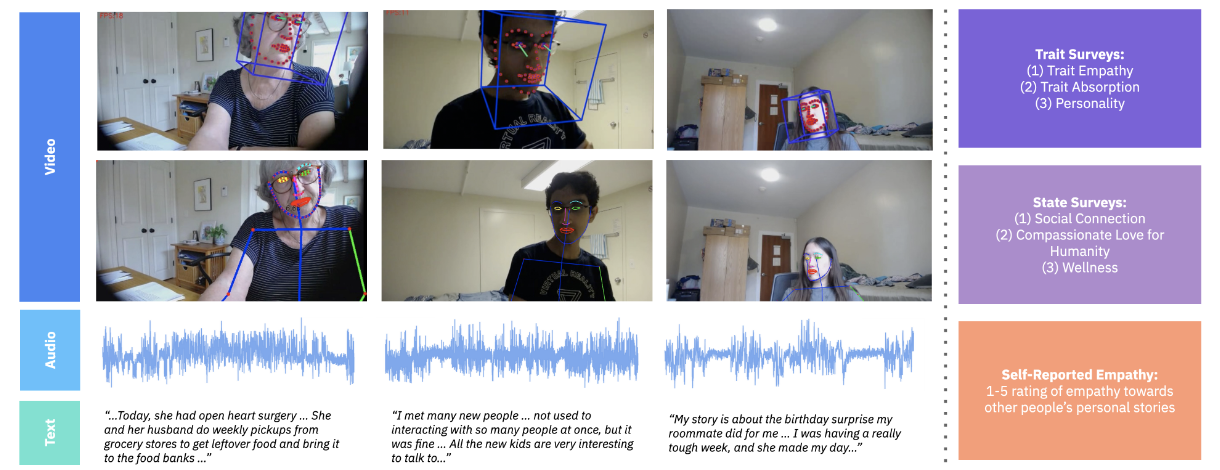 Video
FPS:18
VIRTUAL REALITY
VIRTUAL REALITY
Audio
Text
“...Today, she had open heart surgery ... She
and her husband do weekly pickups from
grocery stores to get leftover food and bring it
to the food banks ...”
“I met many new people ... not used to
interacting with so many people at once, but it
was fine ... All the new kids are very interesting
to talk to...”
“My story is about the birthday surprise my
roommate did for me ... I was having a really
tough week, and she made my day...”
Trait Surveys:
(1) Trait Empathy
(2) Trait Absorption
(3) Personality
State Surveys:
(1) Social Connection
(2) Compassionate Love for
Humanity
(3) Wellness
Self-Reported Empathy:
1-5 rating of empathy towards
other people’s personal stories